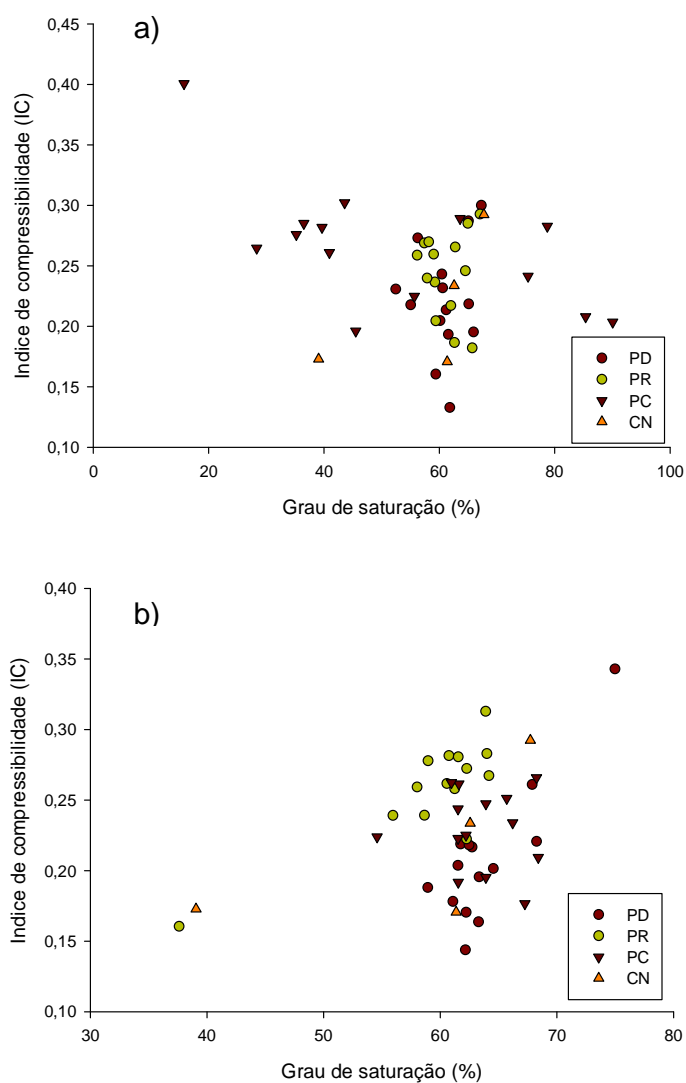 a)
Indice de compressibilidade (IC)
0,45
0,40
0,35
0,30
0,25
0,20
0,15
0,10
0
20
40
60
80
100
Grau de saturação (%)
PD
PR
PC
CN
b)
Indice de compressibilidade (IC)
0,40
0,35
0,30
0,25
0,20
0,15
0,10
30
40
50
60
70
80
Grau de saturação (%)
PD
PR
PC
CN